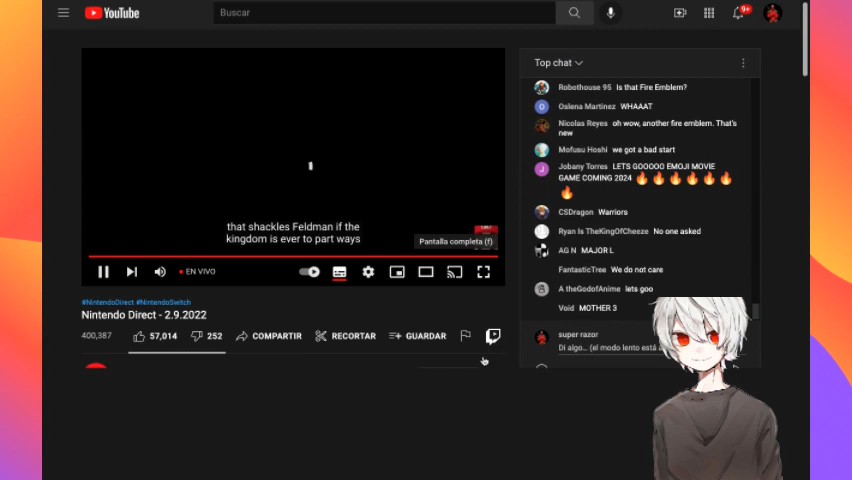 YouTube
Buscar
9+
Top chat
Robothouse 95 Is that Fire Emblem?
Oslena Martinez WHAAAT
Nicolas Reyes oh wow, another fire emblem. That's
new
Mofusu Hoshi we got a bad start
Jobany Torres LETS GOOOOO EMOJI MOVIE
GAME COMING 2024 🔥 🔥 🔥 🔥 🔥 🔥
🔥
CSDragon Warriors
Ryan Is TheKingOfCheeze No one asked
AG N MAJOR L
FantasticTree We do not care
A theGodofAnime lets goo
Void MOTHER 3
super razor
Di algo... (el modo lento está
that shackles Feldman if the
kingdom is ever to part ways
Pantalla completa (f)
EN VIVO
#NintendoDirect #NintendoSwitch
Nintendo Direct - 2.9.2022
400,387 57,014 252 COMPARTIR RECORTAR GUARDAR